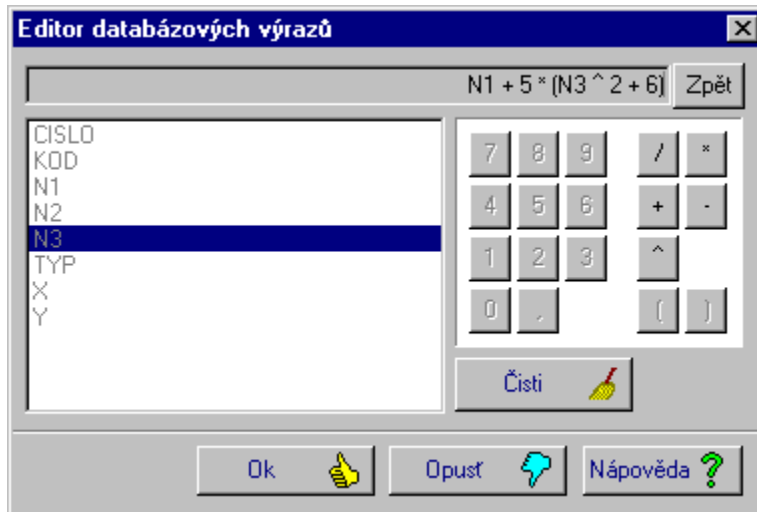 Editor databázových výrazů
N1 + 5 * (N3 ^ 2 + 6) Zpět
CISLO
KOD
N1
N2
N3
TYP
X
Y
7 8 9 / *
4 5 6 + -
1 2 3 ^
0 , ( )
Čisti
Ok Opusť Nápověda